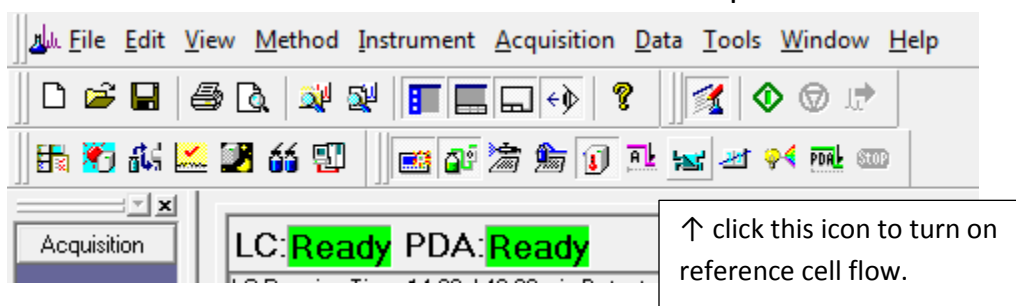 File Edit View Method Instrument Acquisition Data Tools Window Help
A
PDA
STOP
Acquisition
LC: Ready PDA: Ready
↑ click this icon to turn on
reference cell flow.